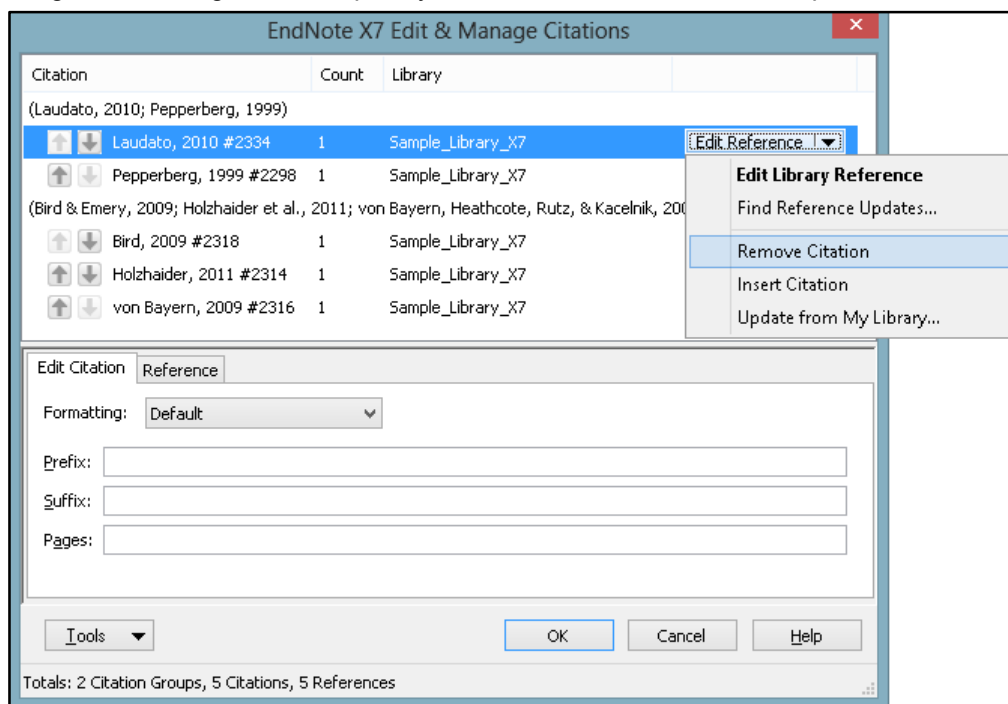 EndNote X7 Edit & Manage Citations
Citation Count Library
(Laudato, 2010; Pepperberg, 1999)
Laudato, 2010 #2334 1 Sample_Library_X7 Edit Reference
Pepperberg, 1999 #2298 1 Sample_Library_X7
Edit Library Reference
(Bird & Emery, 2009; Holzhaider et al., 2011; von Bayern, Heathcote, Rutz, & Kacelnik, 200
Find Reference Updates...
Bird, 2009 #2318 1 Sample_Library_X7
Remove Citation
Holzhaider, 2011 #2314 1 Sample_Library_X7
Insert Citation
von Bayern, 2009 #2316 1 Sample_Library_X7
Update from My Library...
Edit Citation Reference
Formatting: Default
Prefix:
Suffix:
Pages:
Tools OK Cancel Help
Totals: 2 Citation Groups, 5 Citations, 5 References